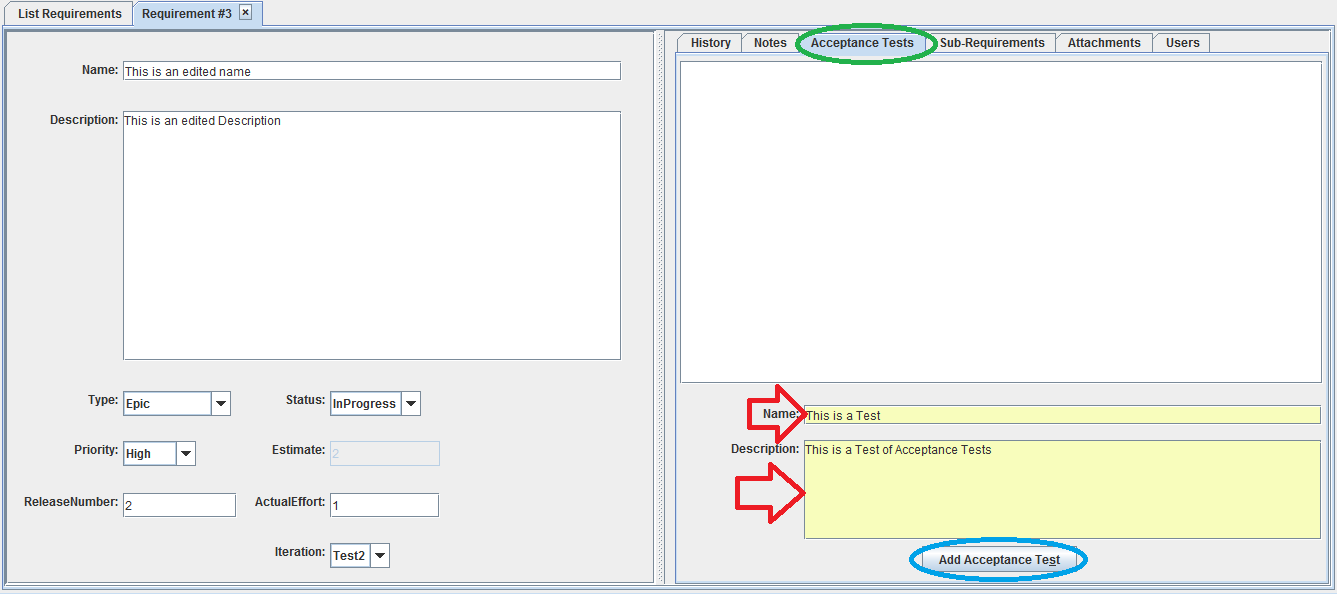 List Requirements
Requirement #3
Name: This is an edited name
Description: This is an edited Description
Type: Epic
Status: InProgress
Priority: High
Estimate: 2
ReleaseNumber: 2
ActualEffort: 1
Iteration: Test2
History
Notes
Acceptance Tests
Sub-Requirements
Attachments
Users
Name: This is a Test
Description: This is a Test of Acceptance Tests
Add Acceptance Test